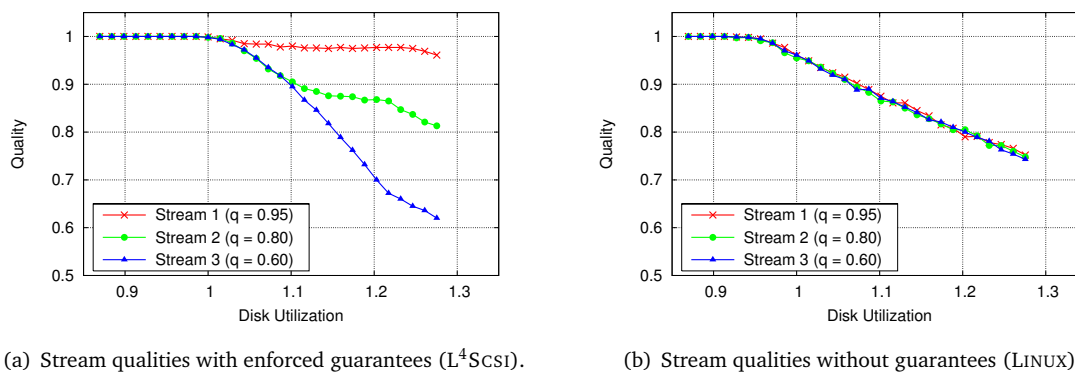 1
0.9
0.8
0.7
0.6
0.5
Quality
0.9
1
1.1
1.2
1.3
Disk Utilization
Stream 1 (q = 0.95)
Stream 2 (q = 0.80)
Stream 3 (q = 0.60)
(a) Stream qualities with enforced guarantees (L⁴SCSI).
1
0.9
0.8
0.7
0.6
0.5
Quality
0.9
1
1.1
1.2
1.3
Disk Utilization
Stream 1 (q = 0.95)
Stream 2 (q = 0.80)
Stream 3 (q = 0.60)
(b) Stream qualities without guarantees (LINUX)